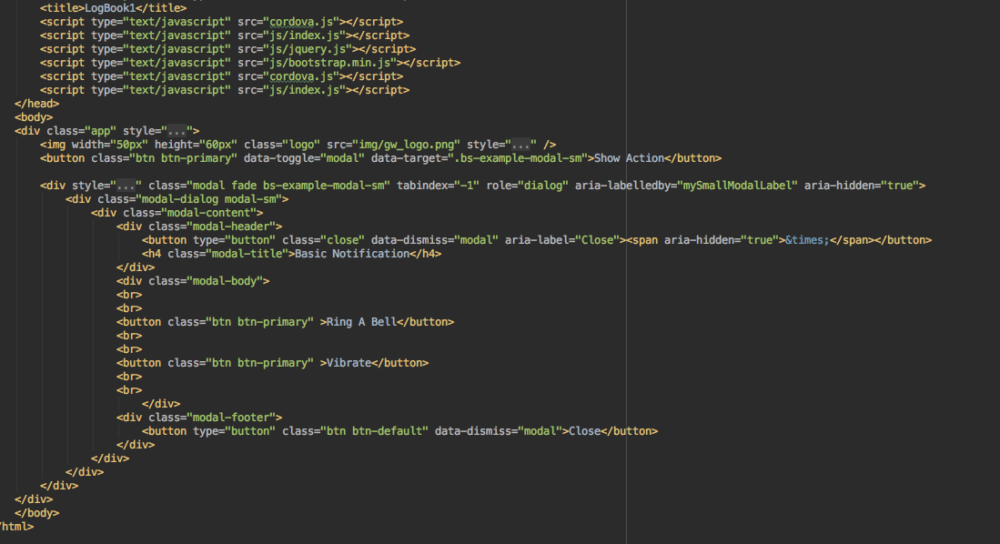 <title>LogBook1</title>
<script type="text/javascript" src="cordova.js"></script>
<script type="text/javascript" src="js/index.js"></script>
<script type="text/javascript" src="js/jquery.js"></script>
<script type="text/javascript" src="js/bootstrap.min.js"></script>
<script type="text/javascript" src="cordova.js"></script>
<script type="text/javascript" src="js/index.js"></script>
</head>
<body>
<div class="app" style="...">
<img width="50px" height="60px" class="logo" src="img/gw_logo.png" style="..." />
<button class="btn btn-primary" data-toggle="modal" data-target=".bs-example-modal-sm">Show Action</button>
<div style="..." class="modal fade bs-example-modal-sm" tabindex="-1" role="dialog" aria-labelledby="mySmallModalLabel" aria-hidden="true">
<div class="modal-dialog modal-sm">
<div class="modal-content">
<div class="modal-header">
<button type="button" class="close" data-dismiss="modal" aria-label="Close"><span aria-hidden="true">&times;</span></button>
<h4 class="modal-title">Basic Notification</h4>
</div>
<div class="modal-body">
<br>
<br>
<button class="btn btn-primary" >Ring A Bell</button>
<br>
<br>
<button class="btn btn-primary" >Vibrate</button>
<br>
<br>
</div>
<div class="modal-footer">
<button type="button" class="btn btn-default" data-dismiss="modal">Close</button>
</div>
</div>
</div>
</div>
</div>
</body>
/html>